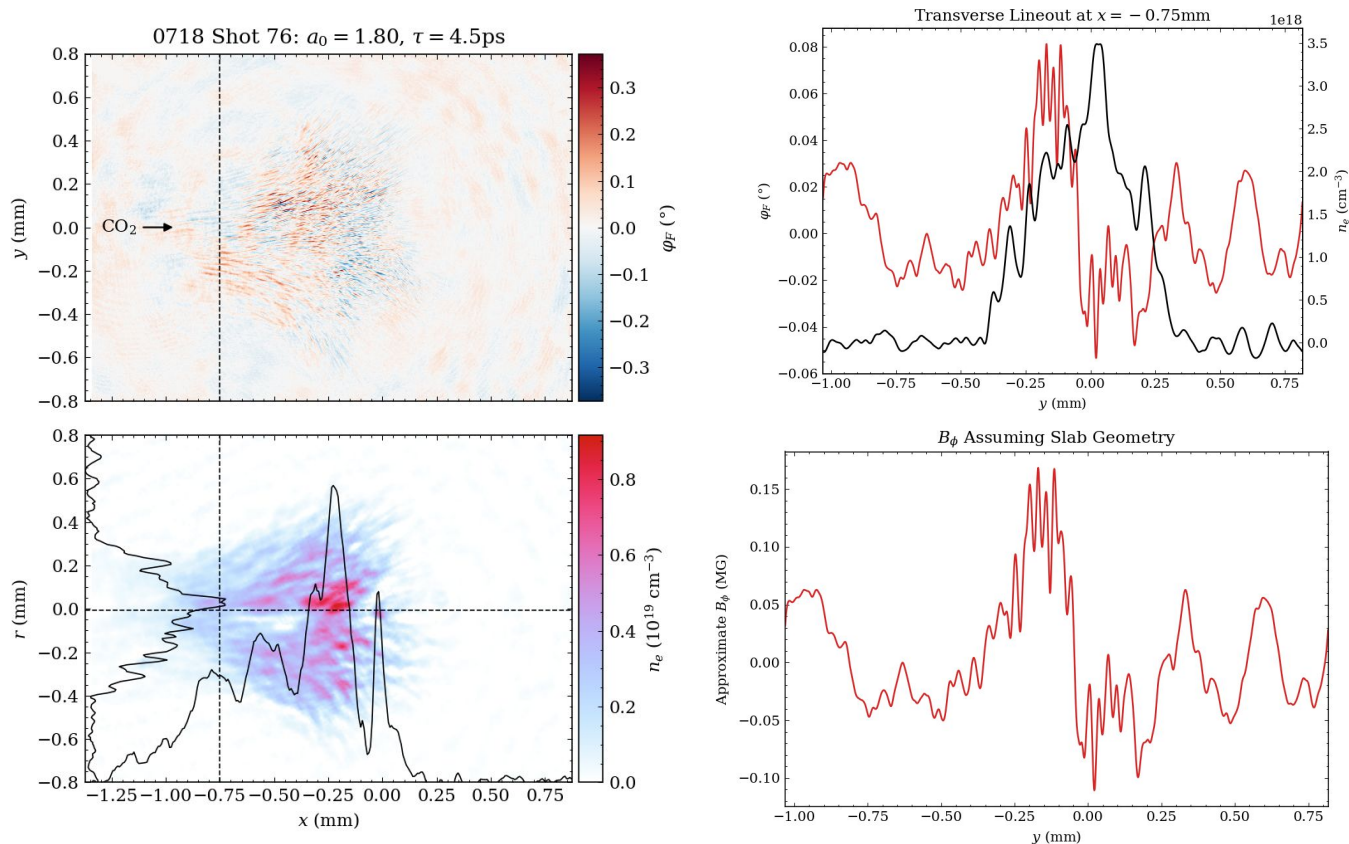 0718 Shot 76: a₀ = 1.80, τ = 4.5ps
0.8
0.6
0.4
0.2
0.0
−0.2
−0.4
−0.6
−0.8
y (mm)
CO₂
0.3
0.2
0.1
0.0
−0.1
−0.2
−0.3
φ_F (°)
Transverse Lineout at x = −0.75mm
1e18
0.08
0.06
0.04
0.02
0.00
−0.02
−0.04
−0.06
φ_F (°)
3.5
3.0
2.5
2.0
1.5
1.0
0.5
0.0
n_e (cm⁻³)
−1.00 −0.75 −0.50 −0.25 0.00 0.25 0.50 0.75
y (mm)
0.8
0.6
0.4
0.2
0.0
−0.2
−0.4
−0.6
−0.8
r (mm)
−1.25 −1.00 −0.75 −0.50 −0.25 0.00 0.25 0.50 0.75
x (mm)
0.8
0.6
0.4
0.2
0.0
n_e (10¹⁹ cm⁻³)
B_ϕ Assuming Slab Geometry
0.15
0.10
0.05
0.00
−0.05
−0.10
Approximate B_ϕ (MG)
−1.00 −0.75 −0.50 −0.25 0.00 0.25 0.50 0.75
y (mm)